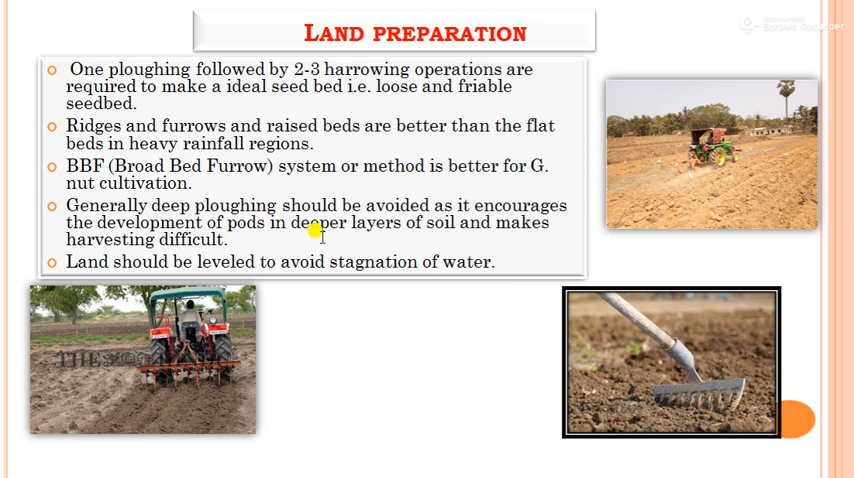 LAND PREPARATION
One ploughing followed by 2-3 harrowing operations are
required to make a ideal seed bed i.e. loose and friable
seedbed.
Ridges and furrows and raised beds are better than the flat
beds in heavy rainfall regions.
BBF (Broad Bed Furrow) system or method is better for G.
nut cultivation.
Generally deep ploughing should be avoided as it encourages
the development of pods in deeper layers of soil and makes
harvesting difficult.
Land should be leveled to avoid stagnation of water.
Screen Recorder
THE